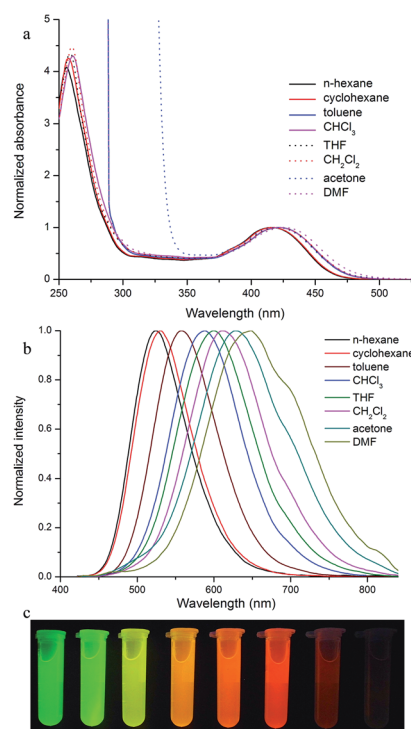 a
Normalized absorbance
5
4
3
2
1
0
250 300 350 400 450 500
Wavelength (nm)
n-hexane
cyclohexane
toluene
CHCl3
THF
CH2Cl2
acetone
DMF
b
Normalized intensity
1.0
0.8
0.6
0.4
0.2
0.0
400 500 600 700 800
Wavelength (nm)
n-hexane
cyclohexane
toluene
CHCl3
THF
CH2Cl2
acetone
DMF
c